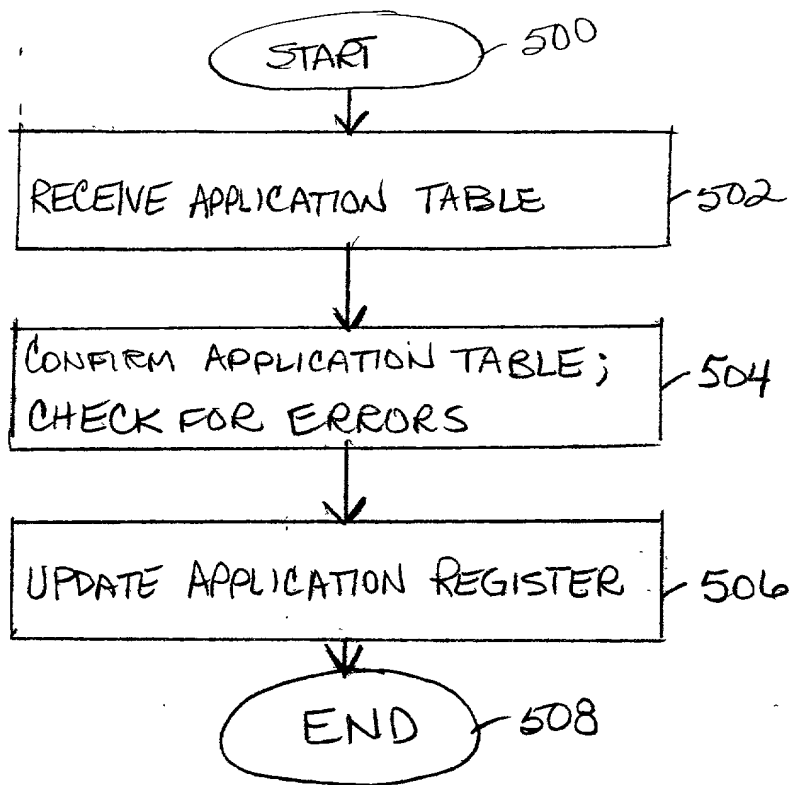 START 500
RECEIVE APPLICATION TABLE 502
CONFIRM APPLICATION TABLE; 504
CHECK FOR ERRORS
UPDATE APPLICATION REGISTER 506
END 508